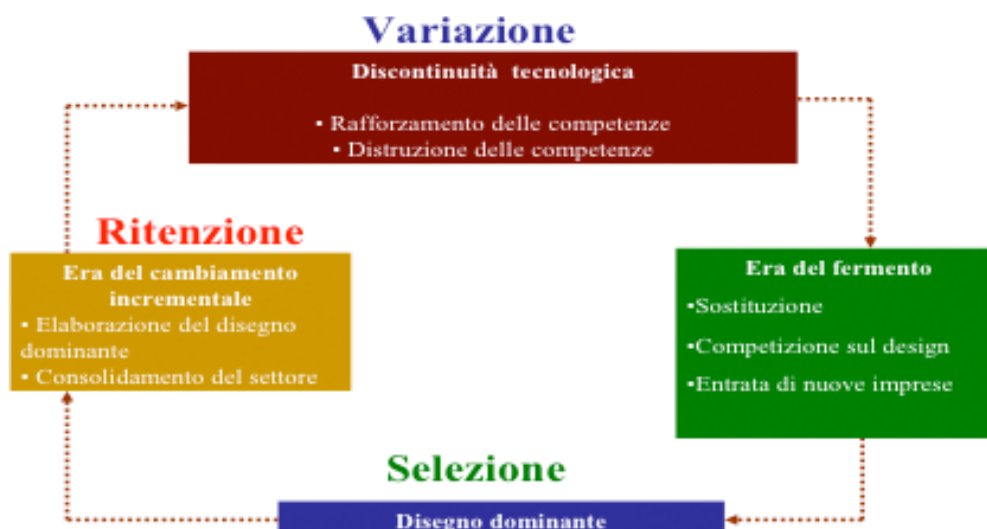 Variazione
Discontinuità tecnologica
▪ Rafforzamento delle competenze
▪ Distruzione delle competenze
Ritenzione
Era del cambiamento
incrementale
▪ Elaborazione del disegno
dominante
▪ Consolidamento del settore
Era del fermento
▪Sostituzione
▪Competizione sul design
▪Entrata di nuove imprese
Selezione
Disegno dominante